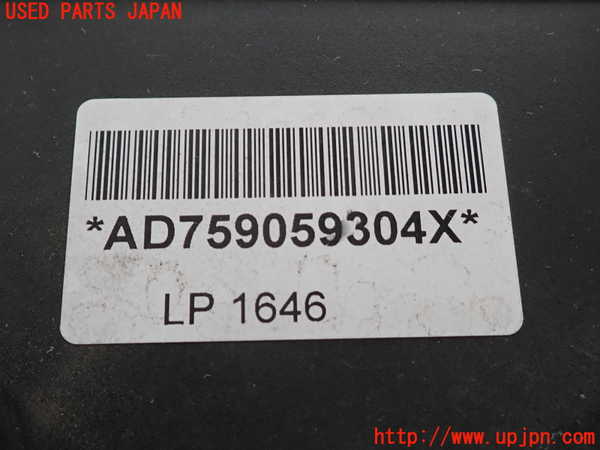 USED PARTS JAPAN
*AD759059304X*
LP 1646
http://www.upjpn.com/